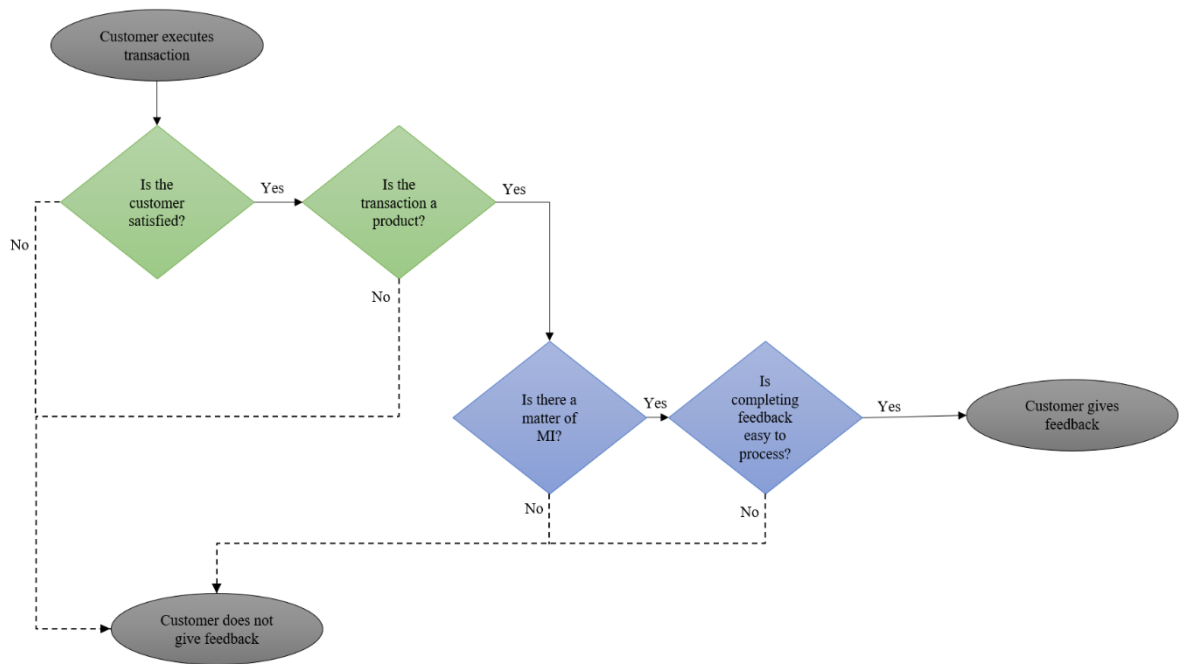 Customer executes
transaction
Is the
customer
satisfied?
Yes
Is the
transaction a
product?
Yes
No
No
Is there a
matter of
MI?
Yes
Is
completing
feedback
easy to
process?
Yes
Customer gives
feedback
No
No
Customer does not
give feedback